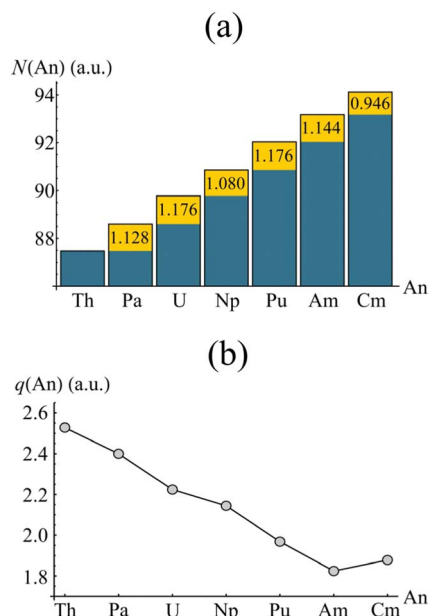 (a)
N(An) (a.u.)
94
92
90
88
1.128
1.176
1.080
1.176
1.144
0.946
Th Pa U Np Pu Am Cm
An
(b)
q(An) (a.u.)
2.6
2.4
2.2
2.0
1.8
Th Pa U Np Pu Am Cm
An